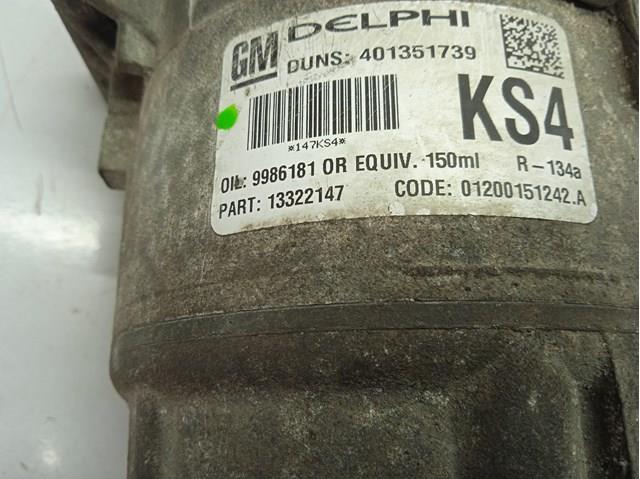 GM DELPHI
DUNS: 401351739
KS4
*147KS4*
OIL: 9986181 OR EQUIV. 150ml R-134a
PART: 13322147 CODE: 01200151242.A